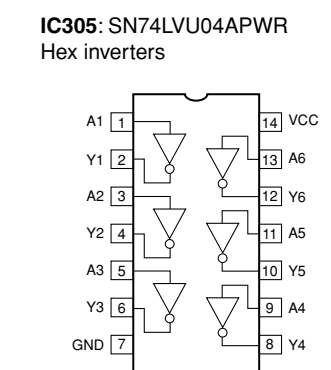 IC305: SN74LVU04APWR
Hex inverters
A1 1 14 VCC
Y1 2 13 A6
A2 3 12 Y6
Y2 4 11 A5
A3 5 10 Y5
Y3 6 9 A4
GND 7 8 Y4